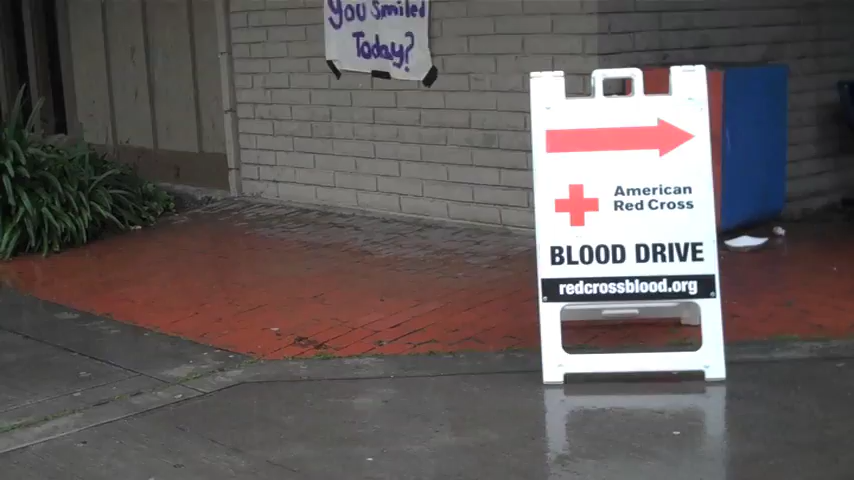 you Smiled
Today?
American
Red Cross
BLOOD DRIVE
redcrossblood.org